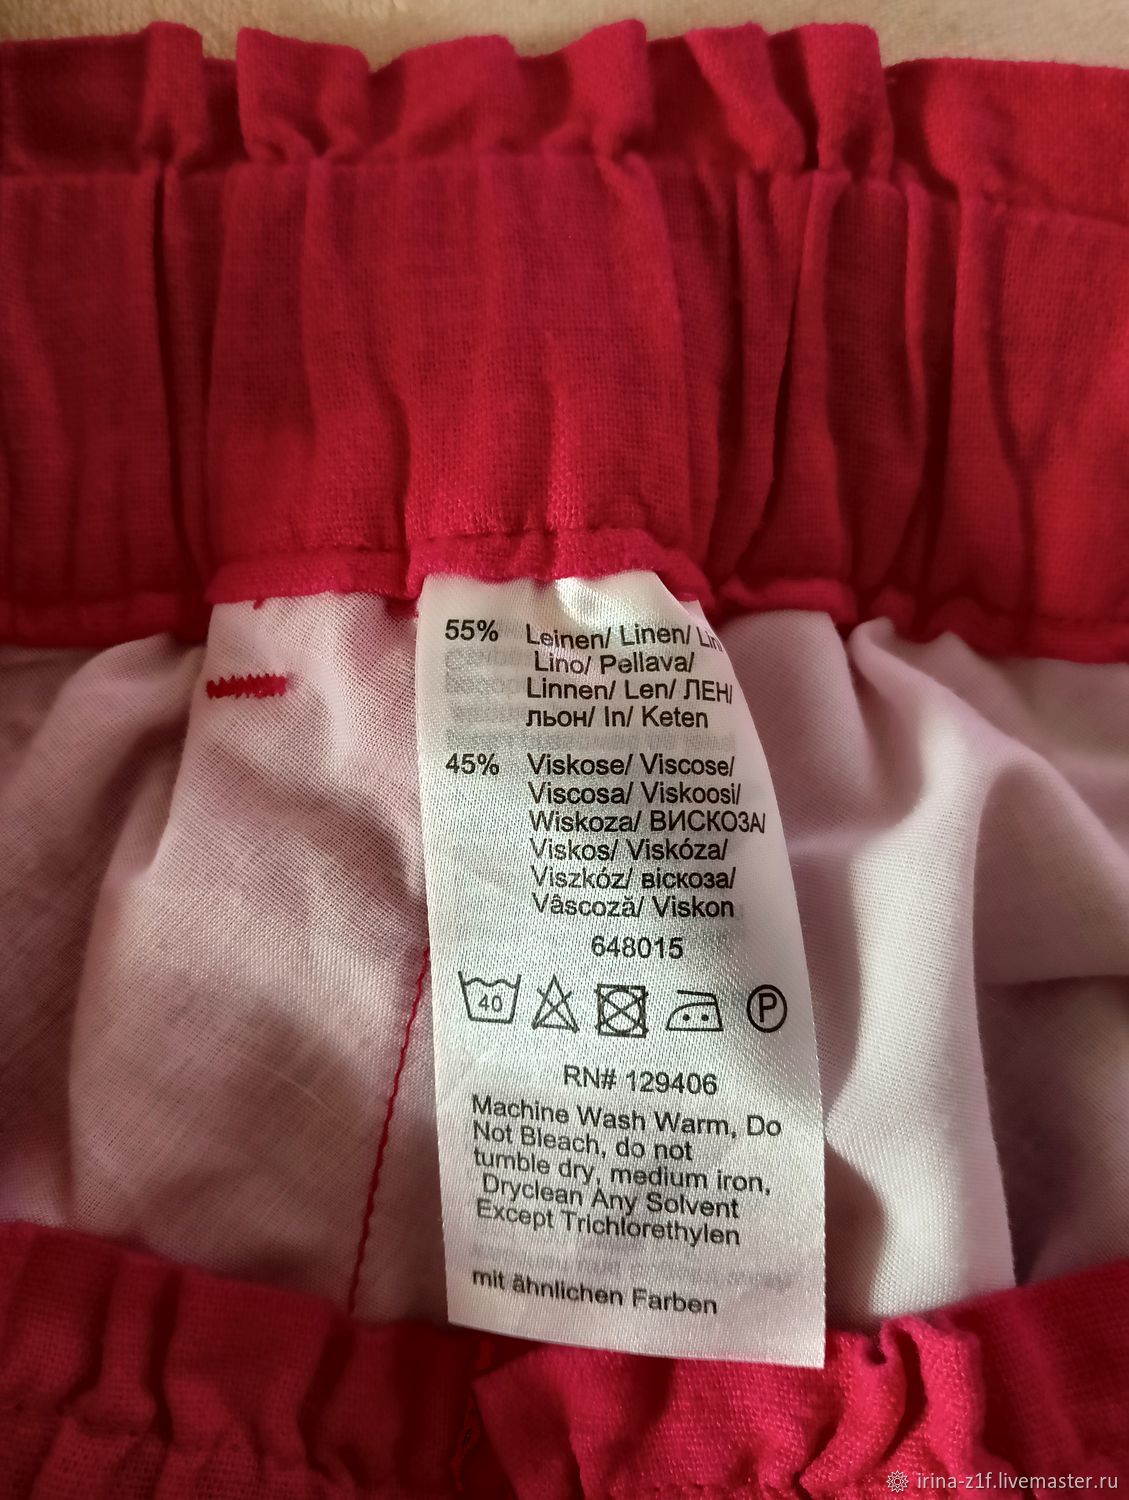 55% Leinen/ Linen/ Lin
Lino/ Pellava/
Linnen/ Len/ ЛЕН/
льон/ In/ Keten
45% Viskose/ Viscose/
Viscosa/ Viskoosi/
Wiskoza/ ВИСКОЗА/
Viskos/ Viskóza/
Viszkóz/ віскоза/
Vâscoză/ Viskon
648015
40 P
RN# 129406
Machine Wash Warm, Do
Not Bleach, do not
tumble dry, medium iron,
Dryclean Any Solvent
Except Trichlorethylen
mit ähnlichen Farben
irina-z1f.livemaster.ru